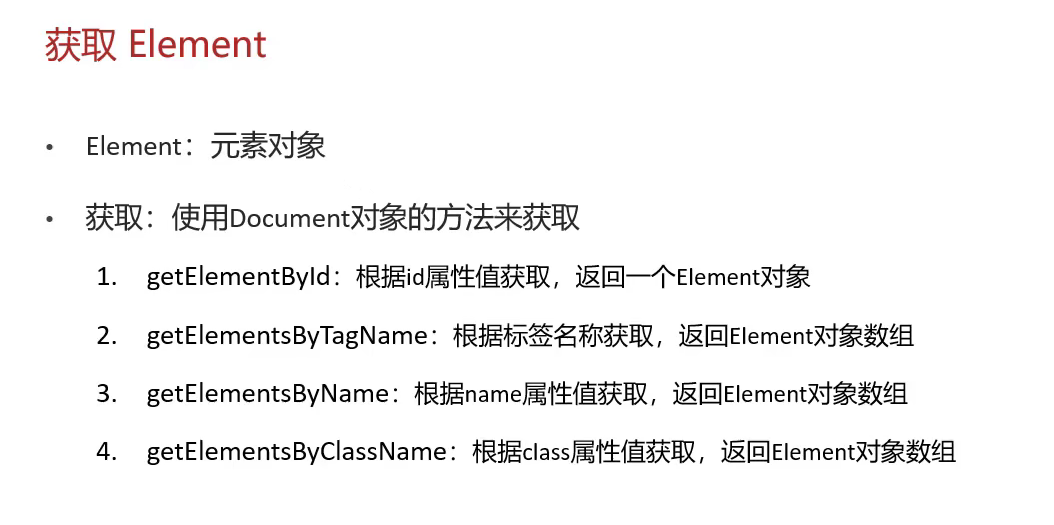 获取 Element
• Element：元素对象
• 获取：使用Document对象的方法来获取
1. getElementById：根据id属性值获取，返回一个Element对象
2. getElementsByTagName：根据标签名称获取，返回Element对象数组
3. getElementsByName：根据name属性值获取，返回Element对象数组
4. getElementsByClassName：根据class属性值获取，返回Element对象数组